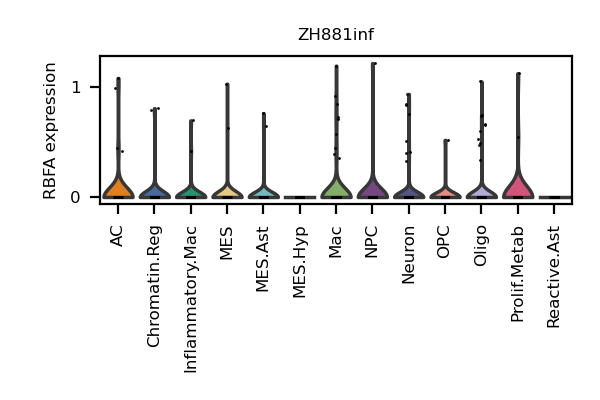 ZH881inf
RBFA expression
1
0
AC
Chromatin.Reg
Inflammatory.Mac
MES
MES.Ast
MES.Hyp
Mac
NPC
Neuron
OPC
Oligo
Prolif.Metab
Reactive.Ast